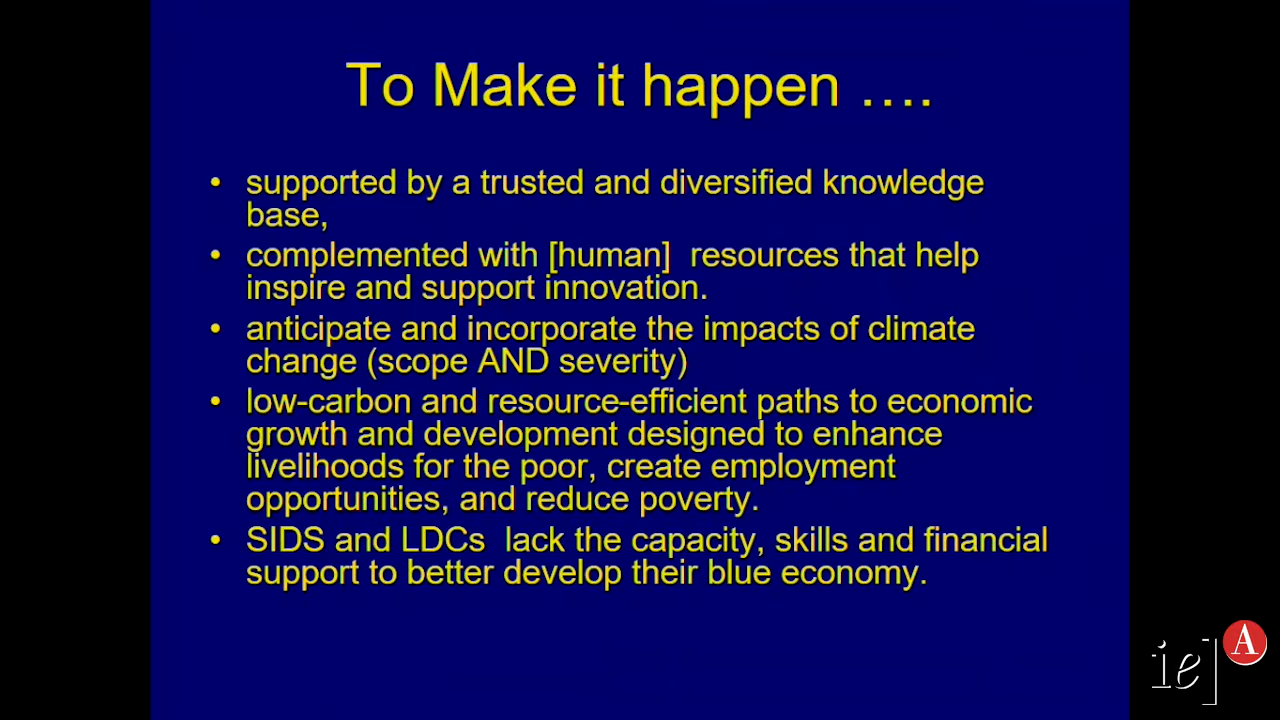 To Make it happen ….
• supported by a trusted and diversified knowledge
base,
• complemented with [human]  resources that help
inspire and support innovation.
• anticipate and incorporate the impacts of climate
change (scope AND severity)
• low-carbon and resource-efficient paths to economic
growth and development designed to enhance
livelihoods for the poor, create employment
opportunities, and reduce poverty.
• SIDS and LDCs  lack the capacity, skills and financial
support to better develop their blue economy.
ie] A